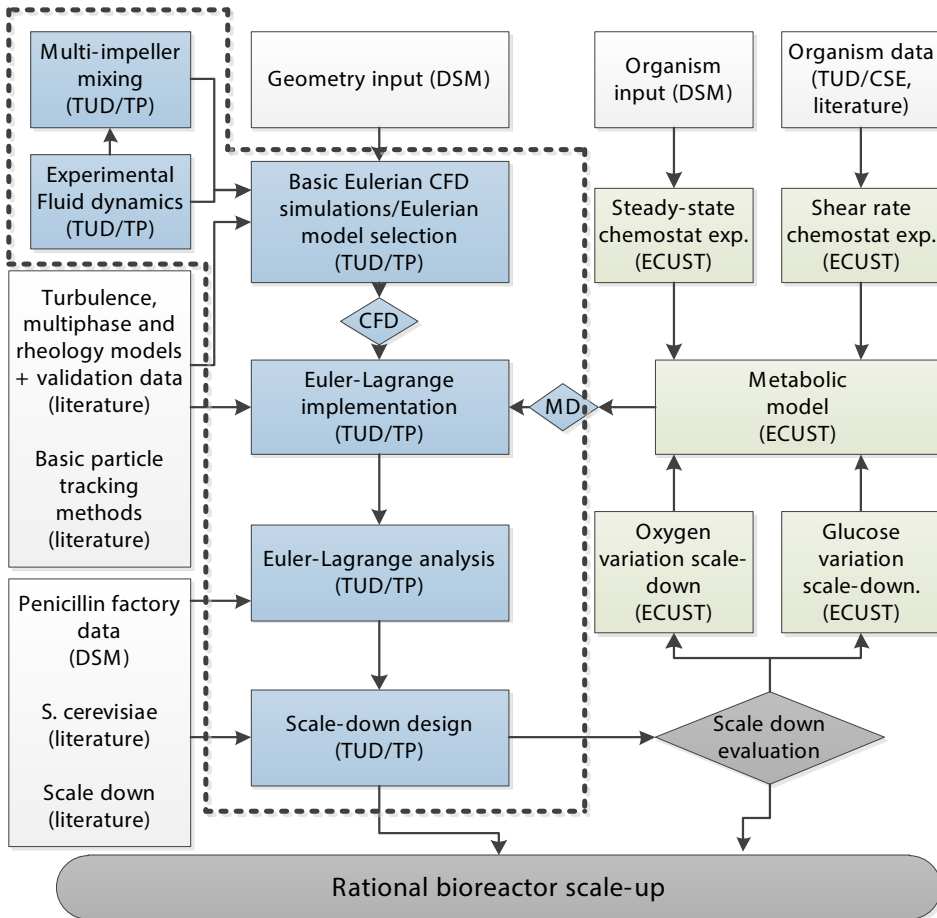 Multi-impeller
mixing
(TUD/TP)
Geometry input (DSM)
Organism
input (DSM)
Organism data
(TUD/CSE,
literature)
Experimental
Fluid dynamics
(TUD/TP)
Basic Eulerian CFD
simulations/Eulerian
model selection
(TUD/TP)
Steady-state
chemostat exp.
(ECUST)
Shear rate
chemostat exp.
(ECUST)
Turbulence,
multiphase and
rheology models
+ validation data
(literature)
Basic particle
tracking
methods
(literature)
CFD
Euler-Lagrange
implementation
(TUD/TP)
MD
Metabolic
model
(ECUST)
Euler-Lagrange analysis
(TUD/TP)
Oxygen
variation scale-
down
(ECUST)
Glucose
variation
scale-down.
(ECUST)
Penicillin factory
data
(DSM)
S. cerevisiae
(literature)
Scale down
(literature)
Scale-down design
(TUD/TP)
Scale down
evaluation
Rational bioreactor scale-up